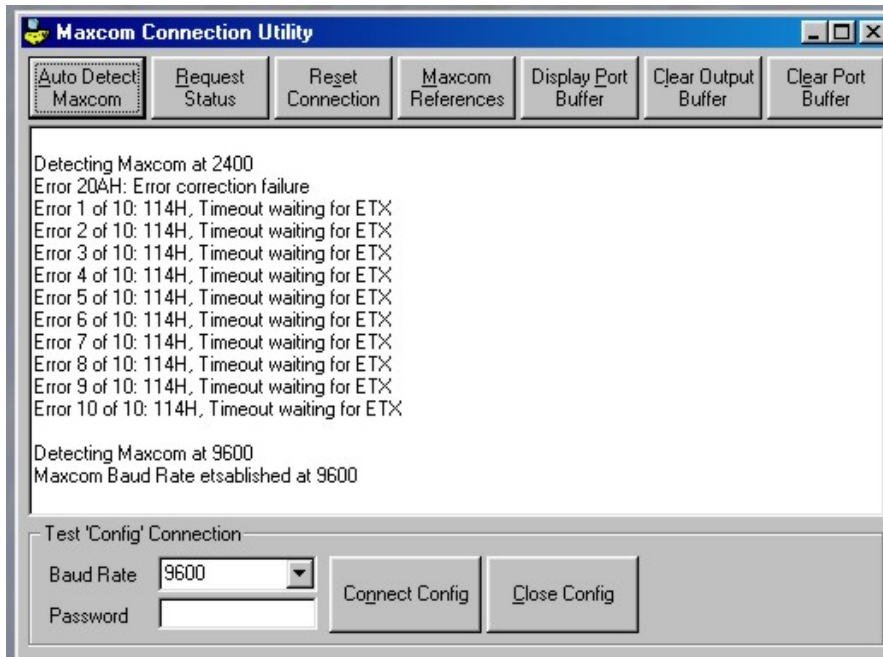 Maxcom Connection Utility
Auto Detect Maxcom
Request Status
Reset Connection
Maxcom References
Display Port Buffer
Clear Output Buffer
Clear Port Buffer
Detecting Maxcom at 2400
Error 20AH: Error correction failure
Error 1 of 10: 114H, Timeout waiting for ETX
Error 2 of 10: 114H, Timeout waiting for ETX
Error 3 of 10: 114H, Timeout waiting for ETX
Error 4 of 10: 114H, Timeout waiting for ETX
Error 5 of 10: 114H, Timeout waiting for ETX
Error 6 of 10: 114H, Timeout waiting for ETX
Error 7 of 10: 114H, Timeout waiting for ETX
Error 8 of 10: 114H, Timeout waiting for ETX
Error 9 of 10: 114H, Timeout waiting for ETX
Error 10 of 10: 114H, Timeout waiting for ETX
Detecting Maxcom at 9600
Maxcom Baud Rate etsablished at 9600
Test 'Config' Connection
Baud Rate 9600
Password
Connect Config
Close Config